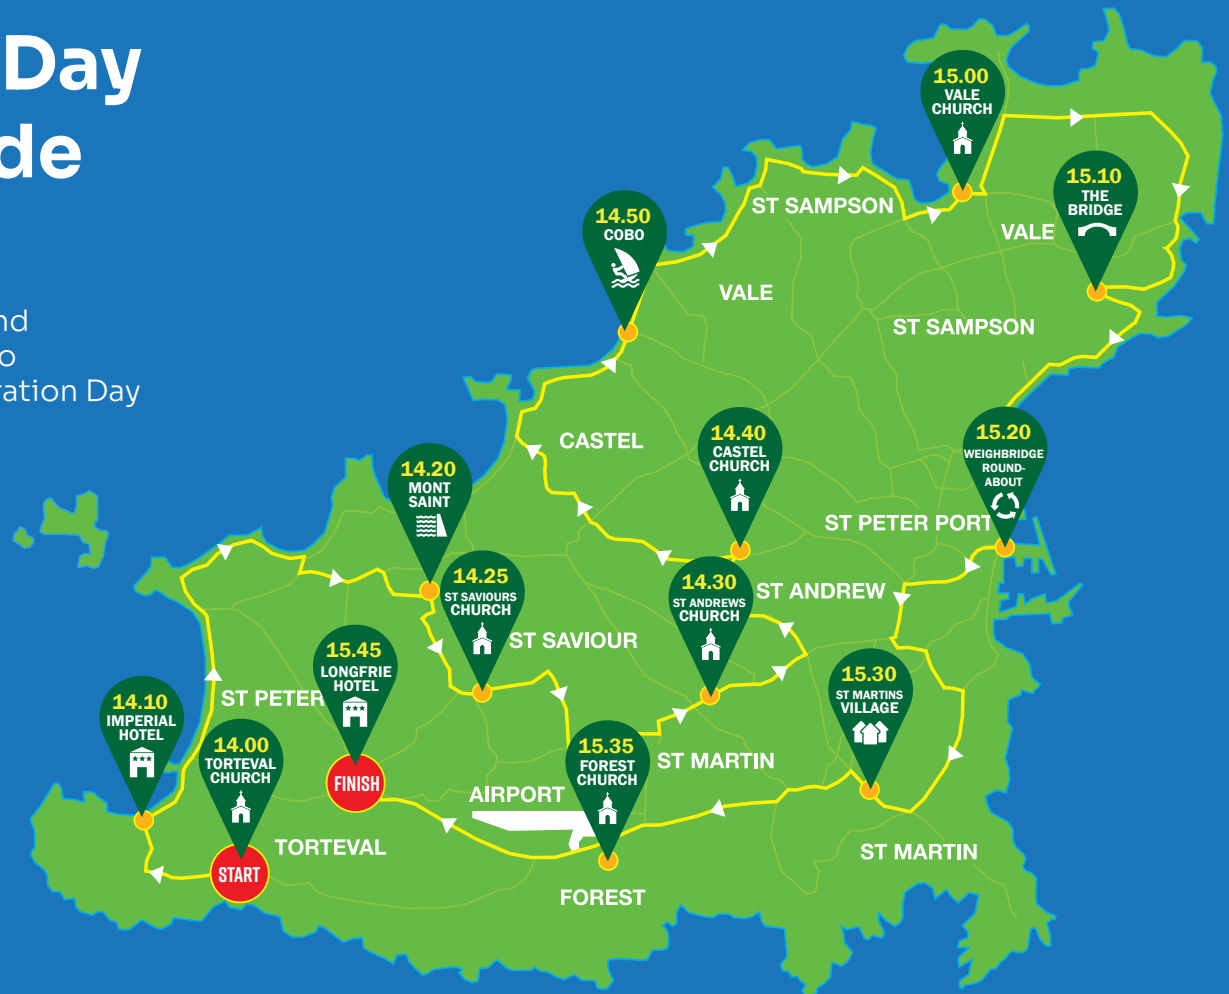 Day
de
nd
o
ration Day
15.00
VALE
CHURCH
15.10
THE
BRIDGE
VALE
14.50
COBO
ST SAMPSON
VALE
ST SAMPSON
CASTEL
14.40
CASTEL
CHURCH
15.20
WEIGHBRIDGE
ROUND-
ABOUT
14.20
MONT
SAINT
ST PETER PORT
14.25
ST SAVIOURS
CHURCH
14.30
ST ANDREWS
CHURCH
ST ANDREW
ST SAVIOUR
15.45
LONGFRIE
HOTEL
15.30
ST MARTINS
VILLAGE
ST PETER
14.10
IMPERIAL
HOTEL
14.00
TORTEVAL
CHURCH
15.35
FOREST
CHURCH
ST MARTIN
FINISH
AIRPORT
TORTEVAL
ST MARTIN
START
FOREST